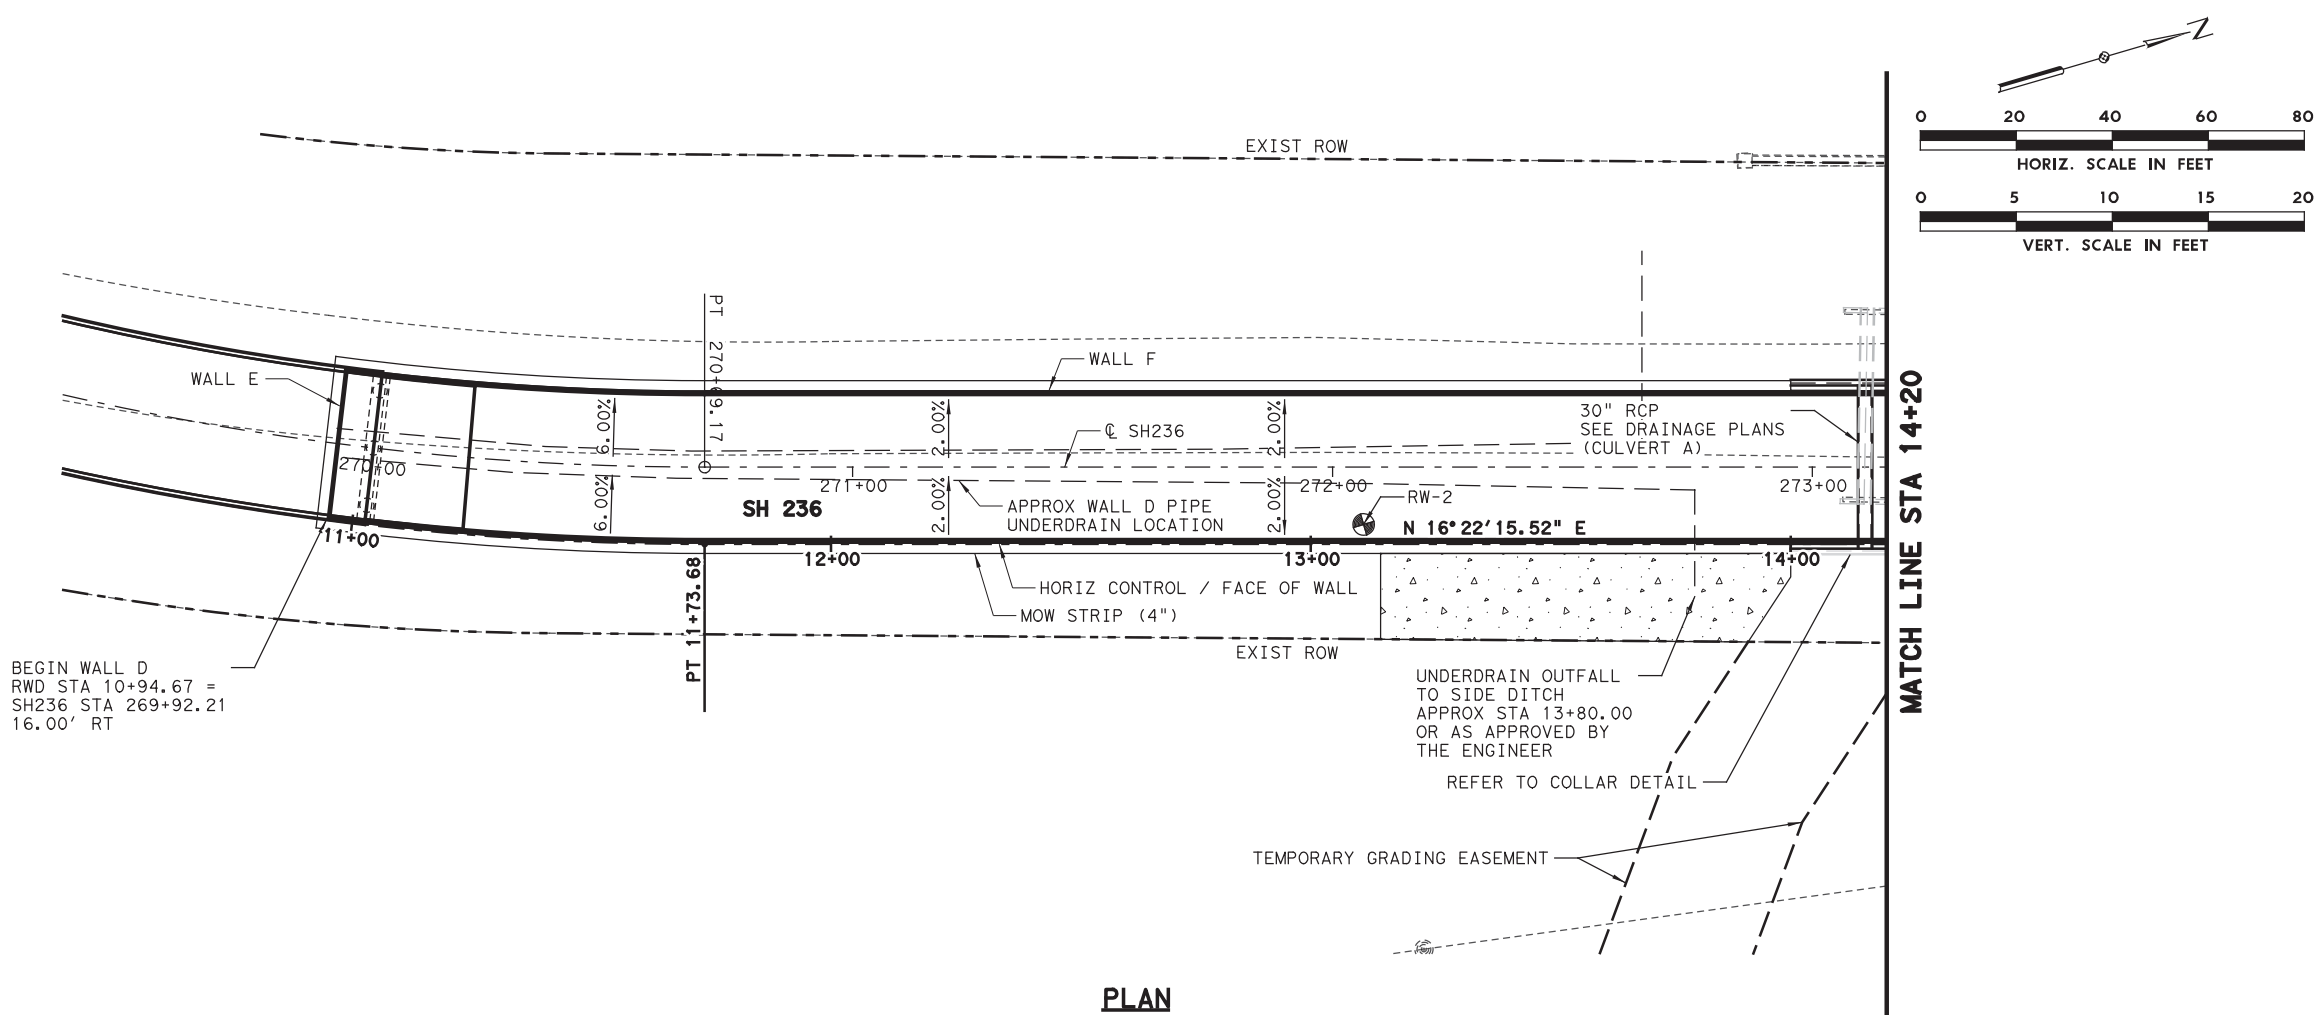 N
0 20 40 60 80
HORIZ. SCALE IN FEET
0 5 10 15 20
VERT. SCALE IN FEET
EXIST ROW
PT 270+69.17
WALL E
WALL F
℄ SH236
30" RCP
SEE DRAINAGE PLANS
(CULVERT A)
6.00%
2.00%
2.00%
270+00
271+00
272+00
273+00
6.00%
2.00%
2.00%
SH 236
APPROX WALL D PIPE
UNDERDRAIN LOCATION
RW-2
N 16°22'15.52" E
11+00
12+00
13+00
14+00
MATCH LINE STA 14+20
PT 11+73.68
HORIZ CONTROL / FACE OF WALL
MOW STRIP (4")
EXIST ROW
BEGIN WALL D
RWD STA 10+94.67 =
SH236 STA 269+92.21
16.00' RT
UNDERDRAIN OUTFALL
TO SIDE DITCH
APPROX STA 13+80.00
OR AS APPROVED BY
THE ENGINEER
REFER TO COLLAR DETAIL
TEMPORARY GRADING EASEMENT
PLAN